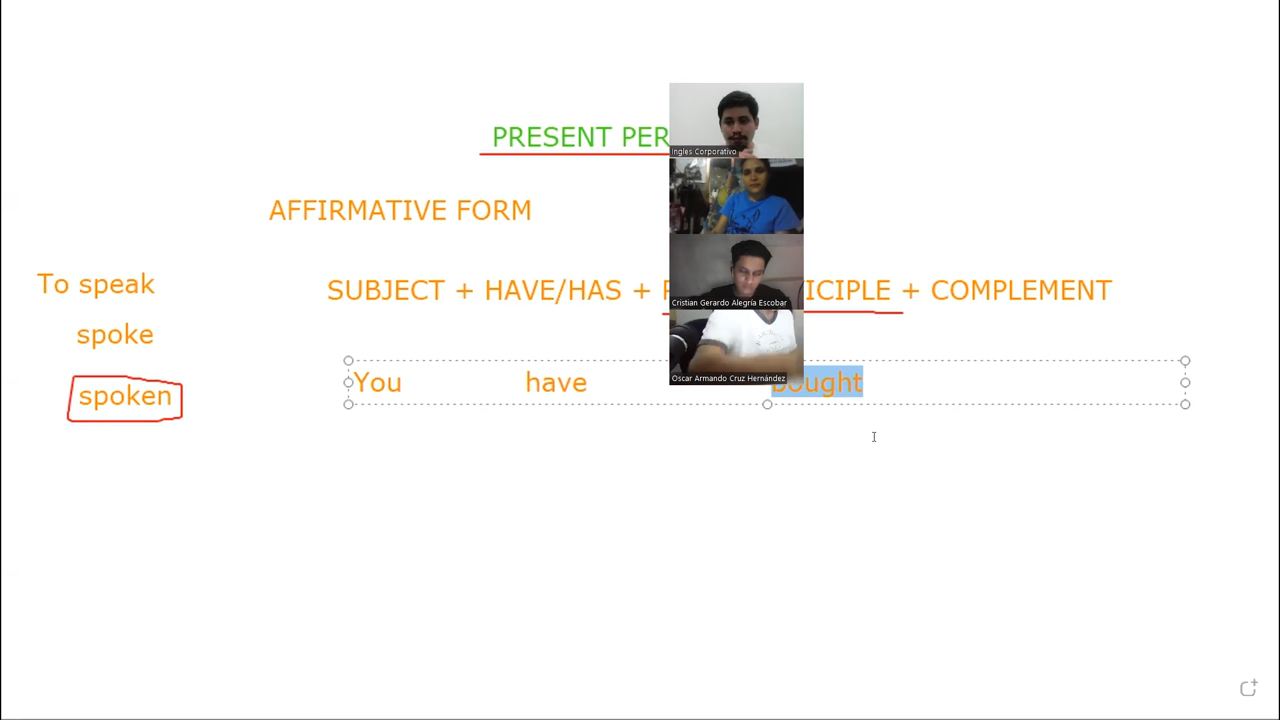 PRESENT PER
Ingles Corporativo
AFFIRMATIVE FORM
To speak
SUBJECT + HAVE/HAS + P ICIPLE + COMPLEMENT
Cristian Gerardo Alegría Escobar
spoke
Oscar Armando Cruz Hernández
You have bought
spoken